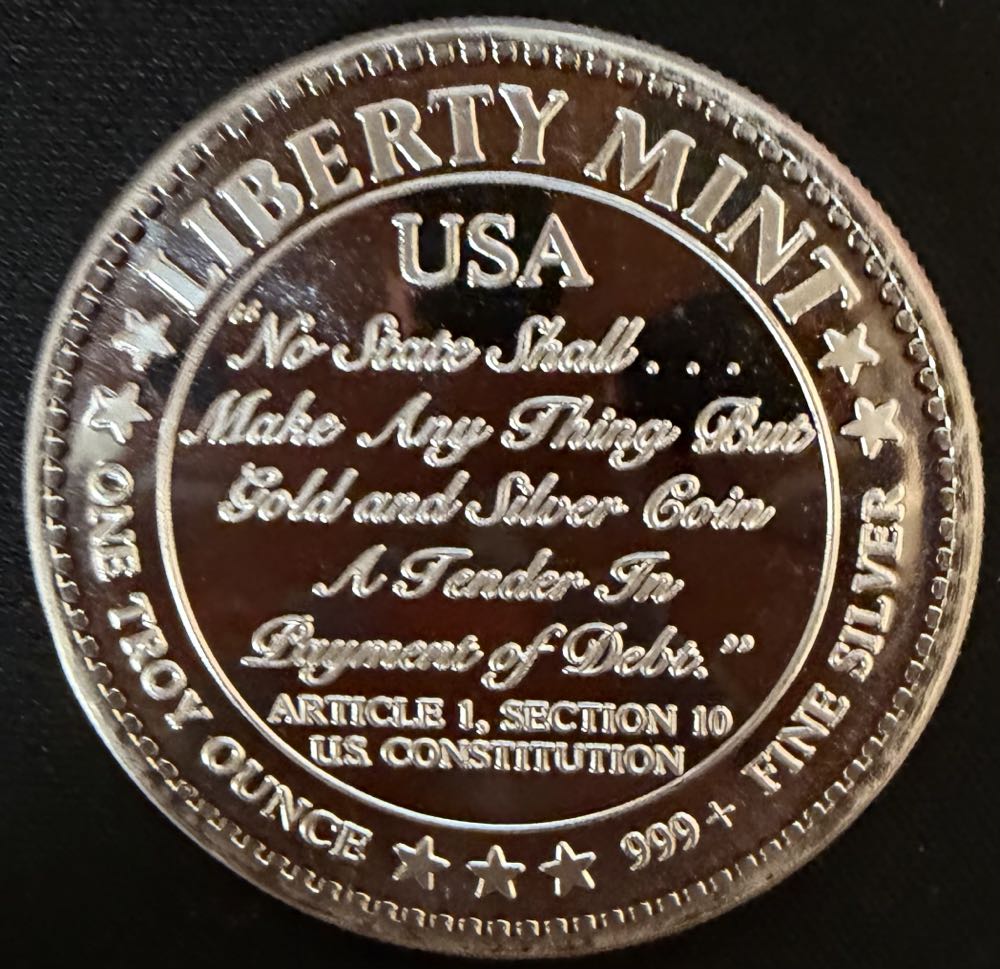 LIBERTY MINT
USA
“No State Shall . . .
Make Any Thing But
Gold and Silver Coin
A Tender In
Payment of Debt.”
ARTICLE 1, SECTION 10
U.S. CONSTITUTION
ONE TROY OUNCE
999+ FINE SILVER